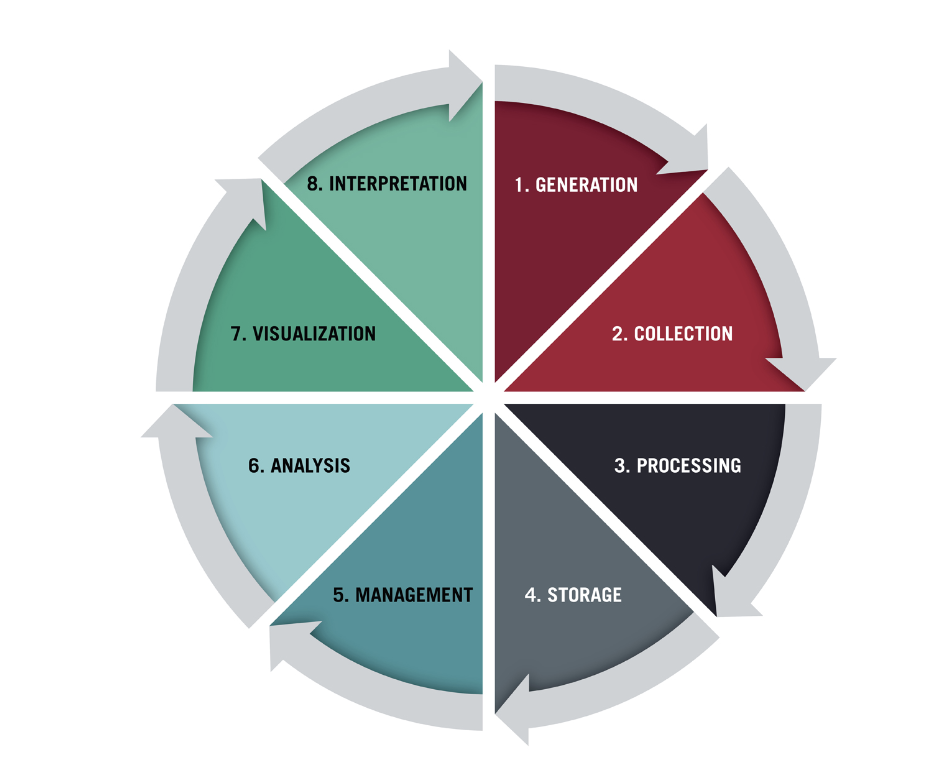 1. GENERATION
2. COLLECTION
3. PROCESSING
4. STORAGE
5. MANAGEMENT
6. ANALYSIS
7. VISUALIZATION
8. INTERPRETATION